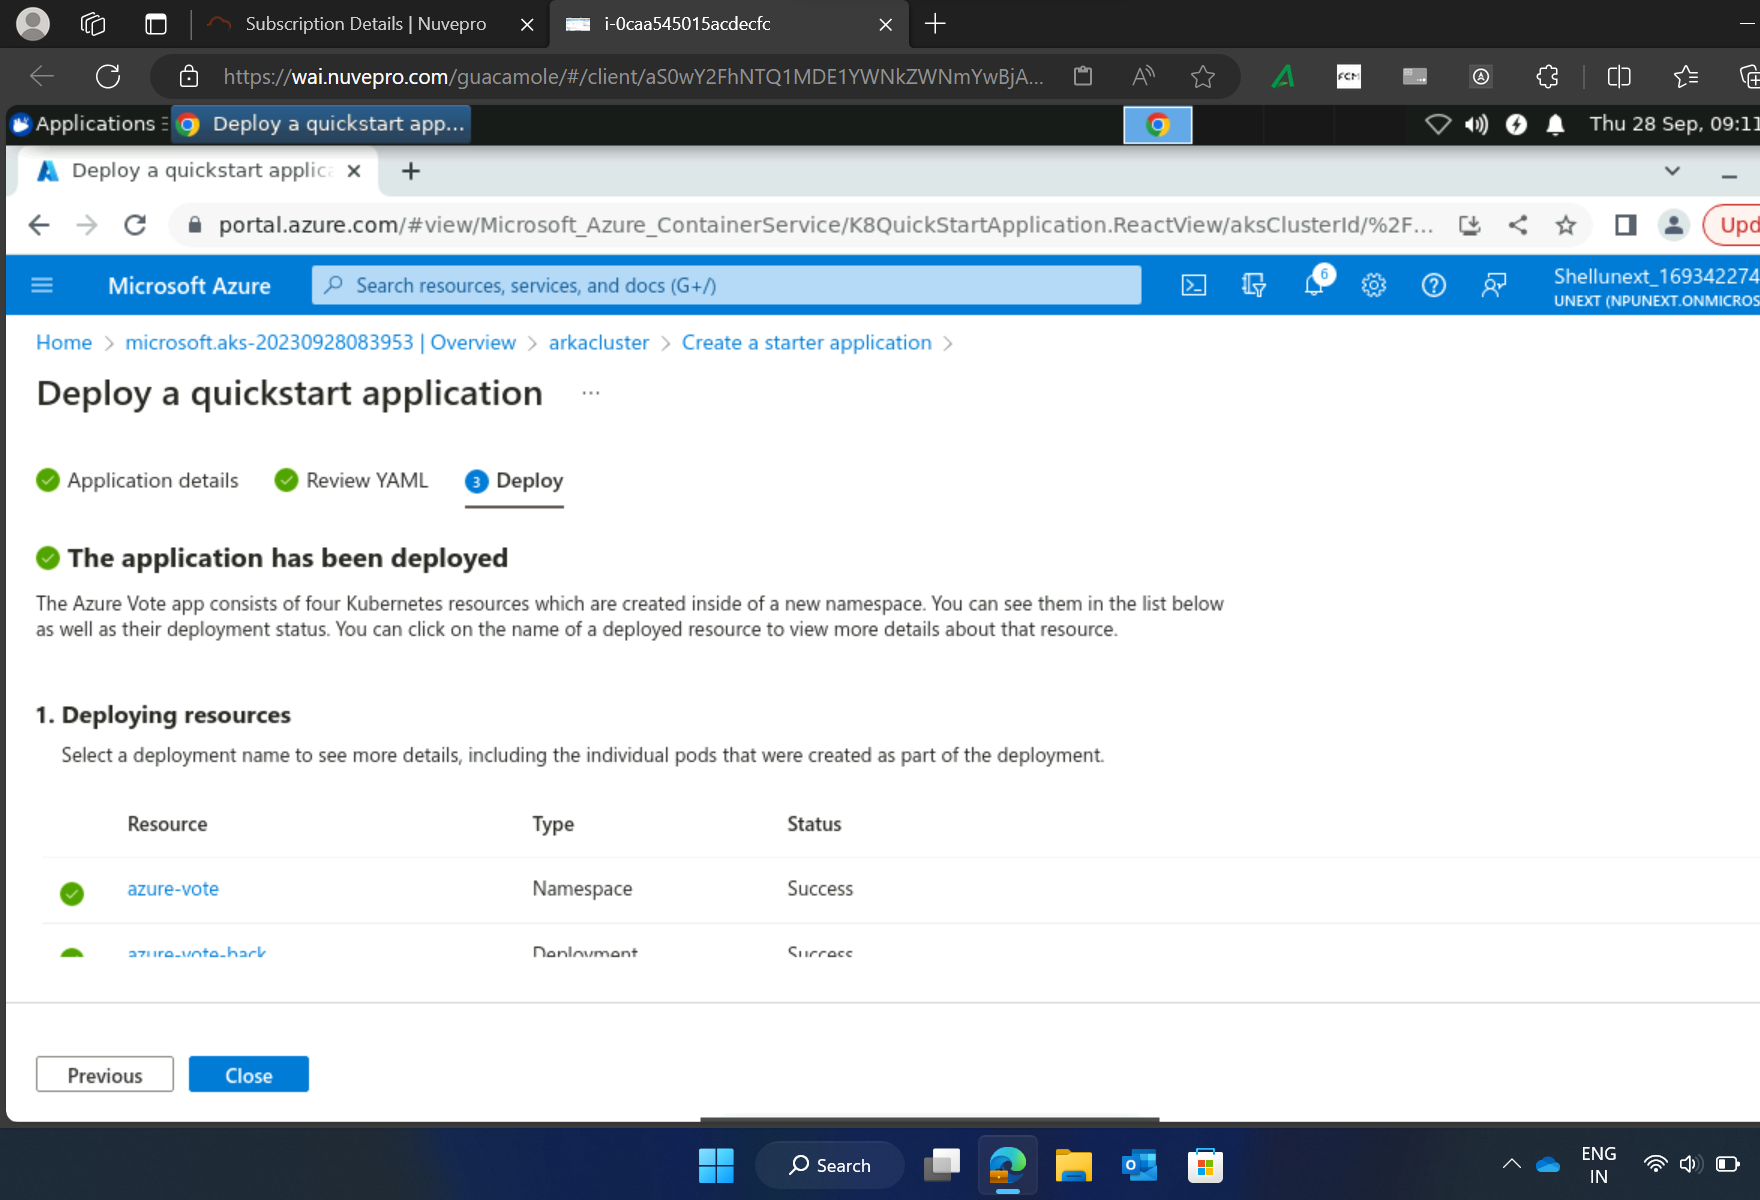 Subscription Details | Nuvepro
i-0caa545015acdecfc
https://wai.nuvepro.com/guacamole/#/client/aS0wY2FhNTQ1MDE1YWNkZWNmYwBjA...
FCM
Applications
Deploy a quickstart app...
Thu 28 Sep, 09:11
Deploy a quickstart applica
portal.azure.com/#view/Microsoft_Azure_ContainerService/K8QuickStartApplication.ReactView/aksClusterId/%2F...
Upd
Microsoft Azure
Search resources, services, and docs (G+/)
6
Shellunext_169342274
UNEXT (NPUNEXT.ONMICROS
Home > microsoft.aks-20230928083953 | Overview > arkacluster > Create a starter application >
Deploy a quickstart application ...
Application details
Review YAML
3 Deploy
The application has been deployed
The Azure Vote app consists of four Kubernetes resources which are created inside of a new namespace. You can see them in the list below
as well as their deployment status. You can click on the name of a deployed resource to view more details about that resource.
1. Deploying resources
Select a deployment name to see more details, including the individual pods that were created as part of the deployment.
Resource Type Status
azure-vote Namespace Success
azure-vote-back Deployment Success
Previous
Close
Search
ENG
IN